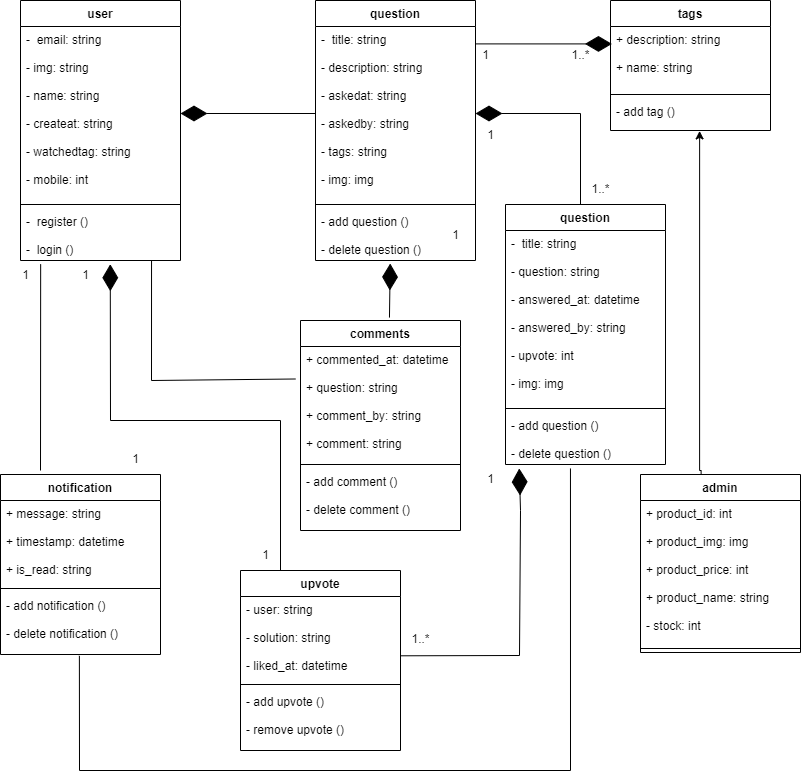 user
- email: string
- img: string
- name: string
- createat: string
- watchedtag: string
- mobile: int
- register ()
- login ()
question
- title: string
- description: string
- askedat: string
- askedby: string
- tags: string
- img: img
- add question ()
1
- delete question ()
tags
+ description: string
+ name: string
- add tag ()
1
1..*
1
1..*
question
- title: string
- question: string
- answered_at: datetime
- answered_by: string
- upvote: int
- img: img
- add question ()
- delete question ()
1
1
comments
+ commented_at: datetime
+ question: string
+ comment_by: string
+ comment: string
- add comment ()
- delete comment ()
1
notification
+ message: string
+ timestamp: datetime
+ is_read: string
- add notification ()
- delete notification ()
1
upvote
- user: string
- solution: string
- liked_at: datetime
- add upvote ()
- remove upvote ()
1
1..*
admin
+ product_id: int
+ product_img: img
+ product_price: int
+ product_name: string
- stock: int